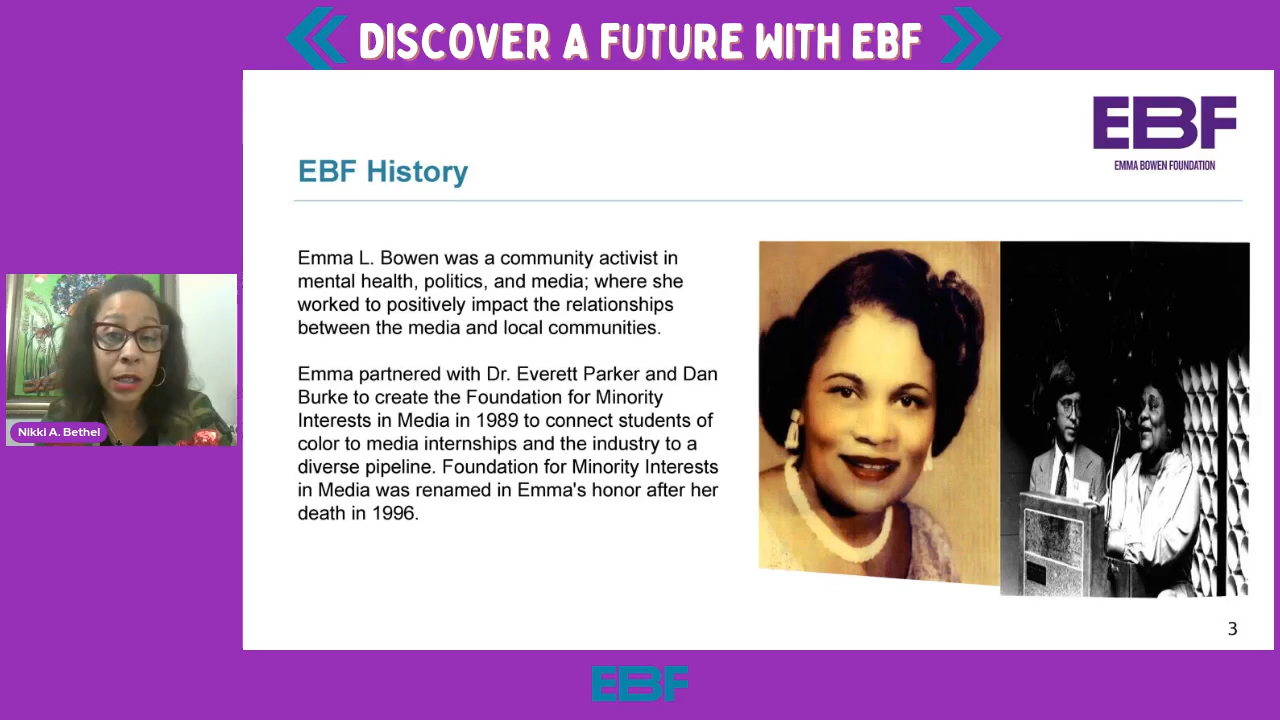 DISCOVER A FUTURE WITH EBF
EBF
EMMA BOWEN FOUNDATION
EBF History
Emma L. Bowen was a community activist in
mental health, politics, and media; where she
worked to positively impact the relationships
between the media and local communities.
Emma partnered with Dr. Everett Parker and Dan
Burke to create the Foundation for Minority
Interests in Media in 1989 to connect students of
color to media internships and the industry to a
diverse pipeline. Foundation for Minority Interests
in Media was renamed in Emma's honor after her
death in 1996.
Nikki A. Bethel
3
EBF